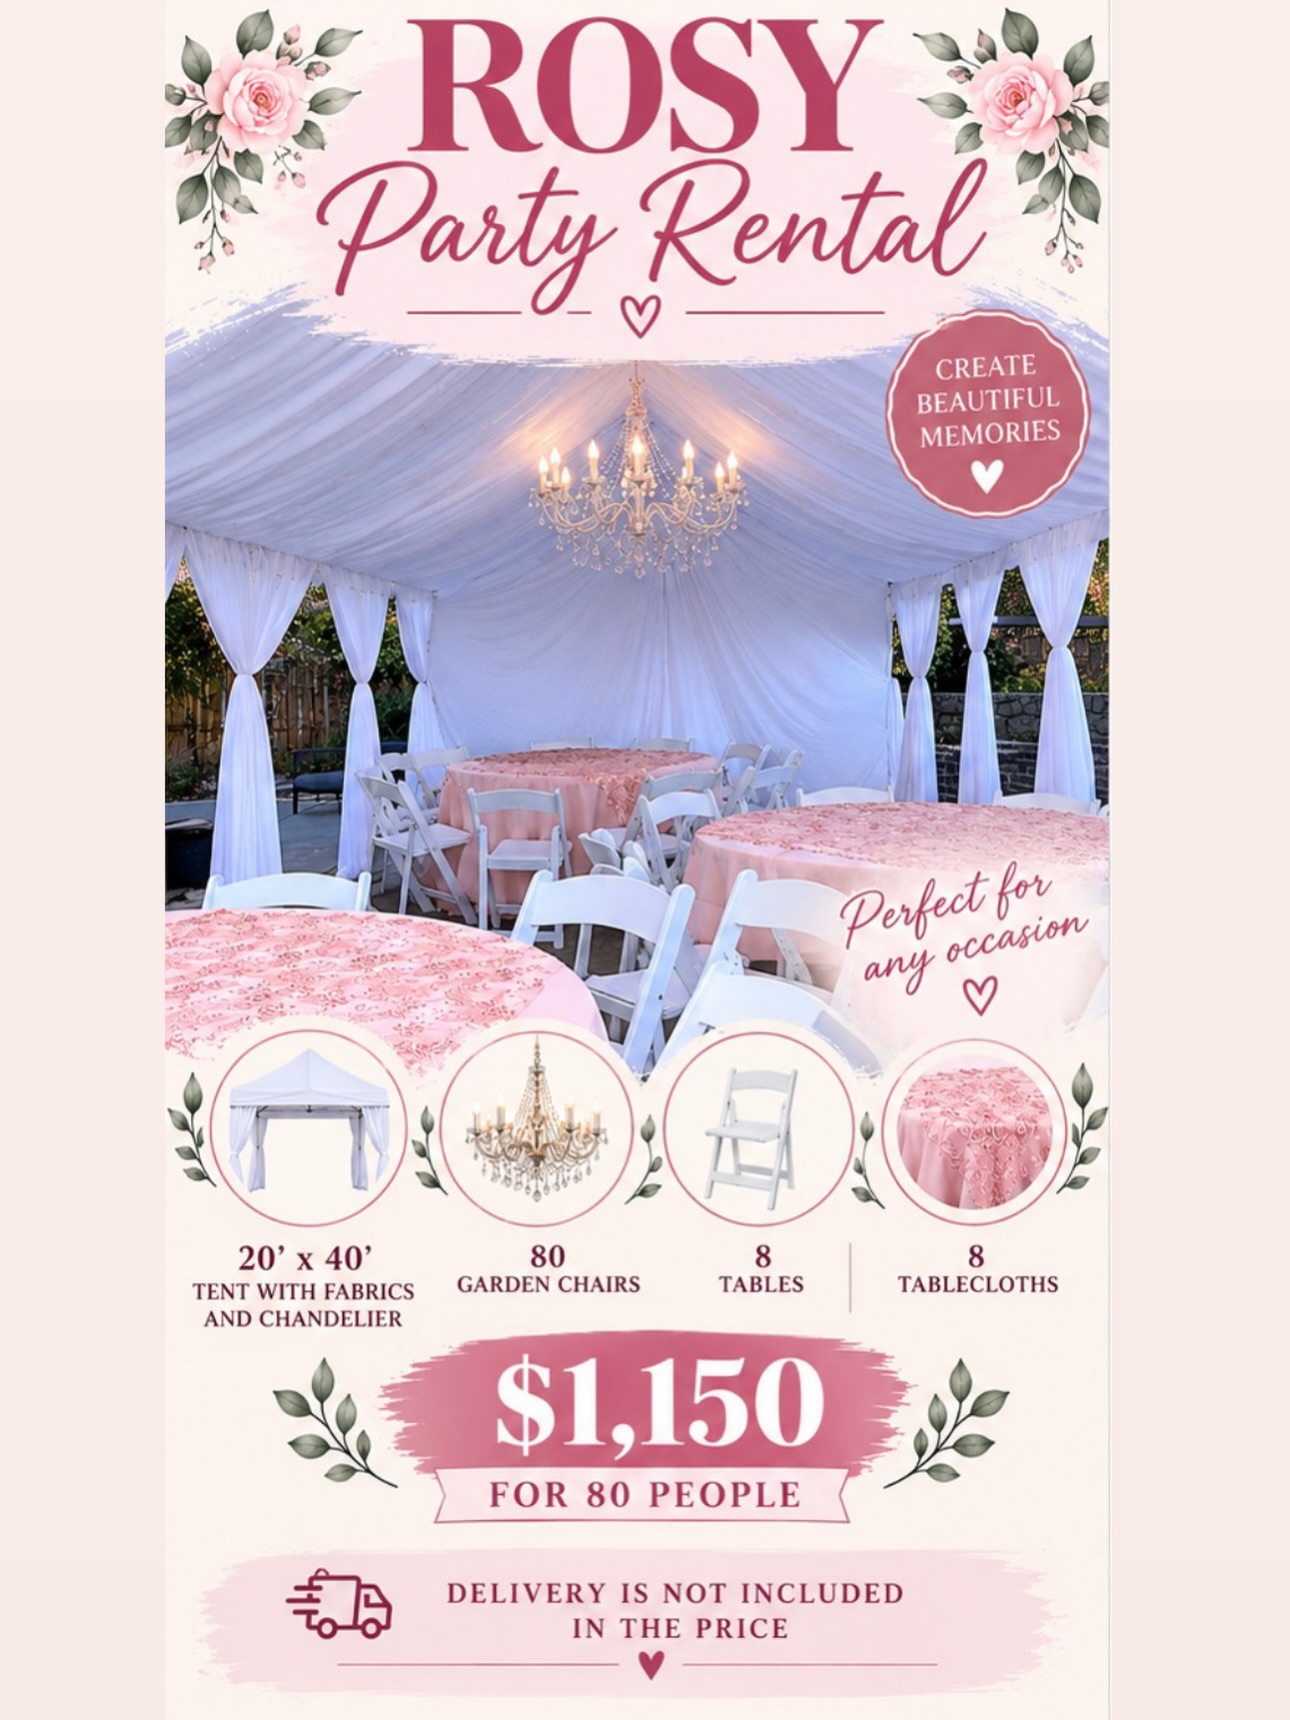 ROSY
Party Rental
CREATE
BEAUTIFUL
MEMORIES
Perfect for
any occasion
20’ x 40’
TENT WITH FABRICS
AND CHANDELIER
80
GARDEN CHAIRS
8
TABLES
8
TABLECLOTHS
$1,150
FOR 80 PEOPLE
DELIVERY IS NOT INCLUDED
IN THE PRICE